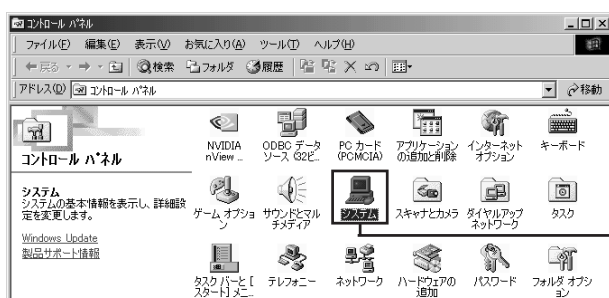 コントロール パネル
ファイル(F) 編集(E) 表示(V) お気に入り(A) ツール(T) ヘルプ(H)
戻る 検索 フォルダ 履歴
アドレス(D) コントロール パネル 移動
コントロール パネル
システム
システムの基本情報を表示し、詳細設
定を変更します。
Windows Update
製品サポート情報
NVIDIA
nView ...
ODBC データ
ソース (32ビ...
PC カード
(PCMCIA)
アプリケーション
の追加と削除
インターネット
オプション
キーボード
ゲーム オプショ
ン
サウンドとマル
チメディア
システム
スキャナとカメラ
ダイヤルアップ
ネットワーク
タスク
タスク バーと [
スタート] メニ...
テレフォニー
ネットワーク
ハードウェアの
追加
パスワード
フォルダ オプシ
ョン